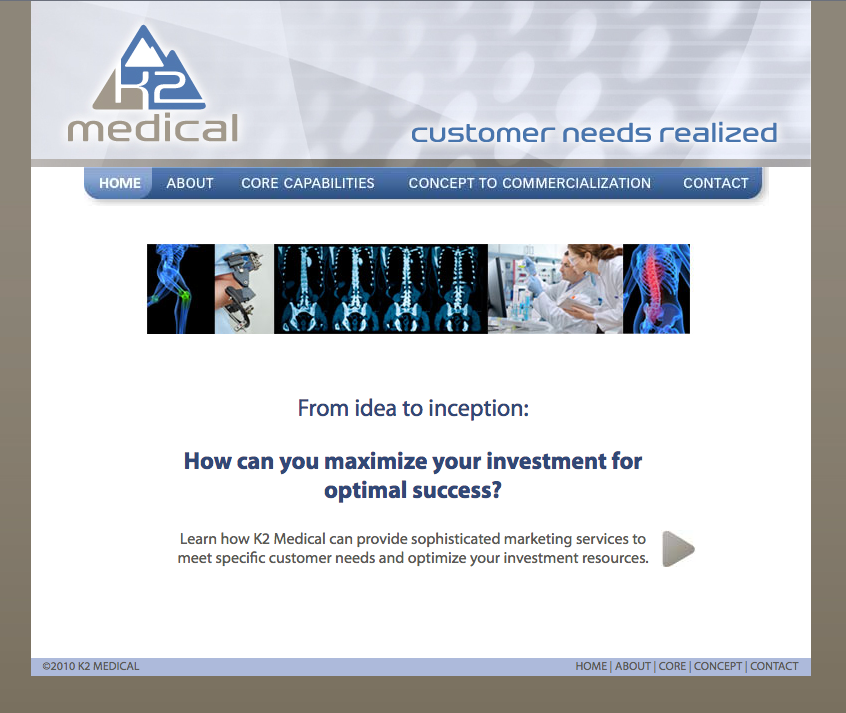 K2
medical
customer needs realized
HOME ABOUT CORE CAPABILITIES CONCEPT TO COMMERCIALIZATION CONTACT
From idea to inception:
How can you maximize your investment for
optimal success?
Learn how K2 Medical can provide sophisticated marketing services to
meet specific customer needs and optimize your investment resources.
©2010 K2 MEDICAL HOME | ABOUT | CORE | CONCEPT | CONTACT